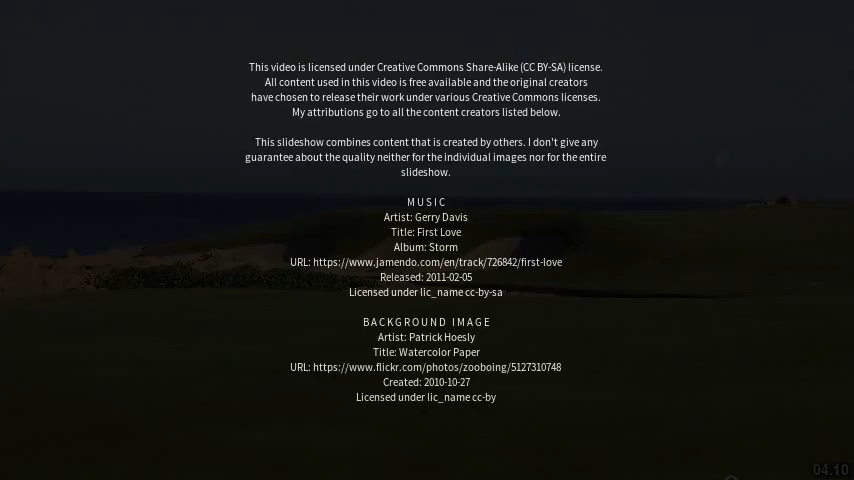 This video is licensed under Creative Commons Share-Alike (CC BY-SA) license.
All content used in this video is free available and the original creators
have chosen to release their work under various Creative Commons licenses.
My attributions go to all the content creators listed below.
This slideshow combines content that is created by others. I don't give any
guarantee about the quality neither for the individual images nor for the entire
slideshow.
MUSIC
Artist: Gerry Davis
Title: First Love
Album: Storm
URL: https://www.jamendo.com/en/track/726842/first-love
Released: 2011-02-05
Licensed under lic_name cc-by-sa
BACKGROUND IMAGE
Artist: Patrick Hoesly
Title: Watercolor Paper
URL: https://www.flickr.com/photos/zooboing/5127310748
Created: 2010-10-27
Licensed under lic_name cc-by
04.10